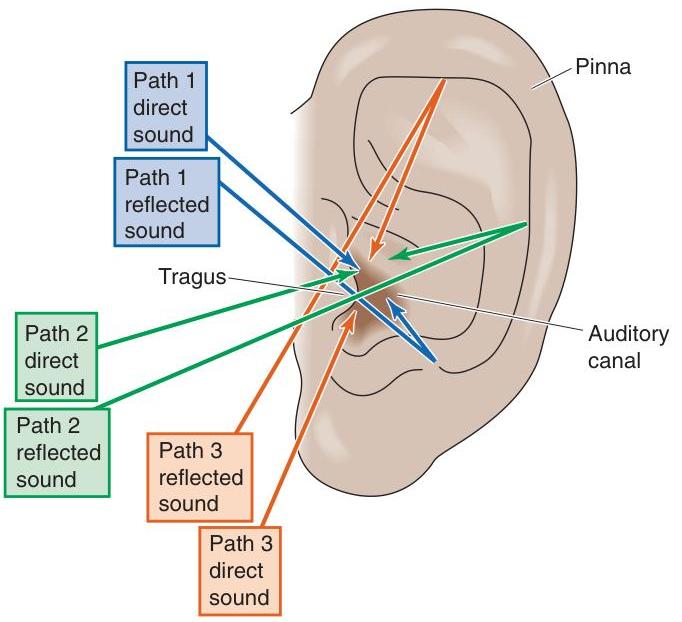 Pinna
Path 1
direct
sound
Path 1
reflected
sound
Tragus
Path 2
direct
sound
Auditory
canal
Path 2
reflected
sound
Path 3
reflected
sound
Path 3
direct
sound